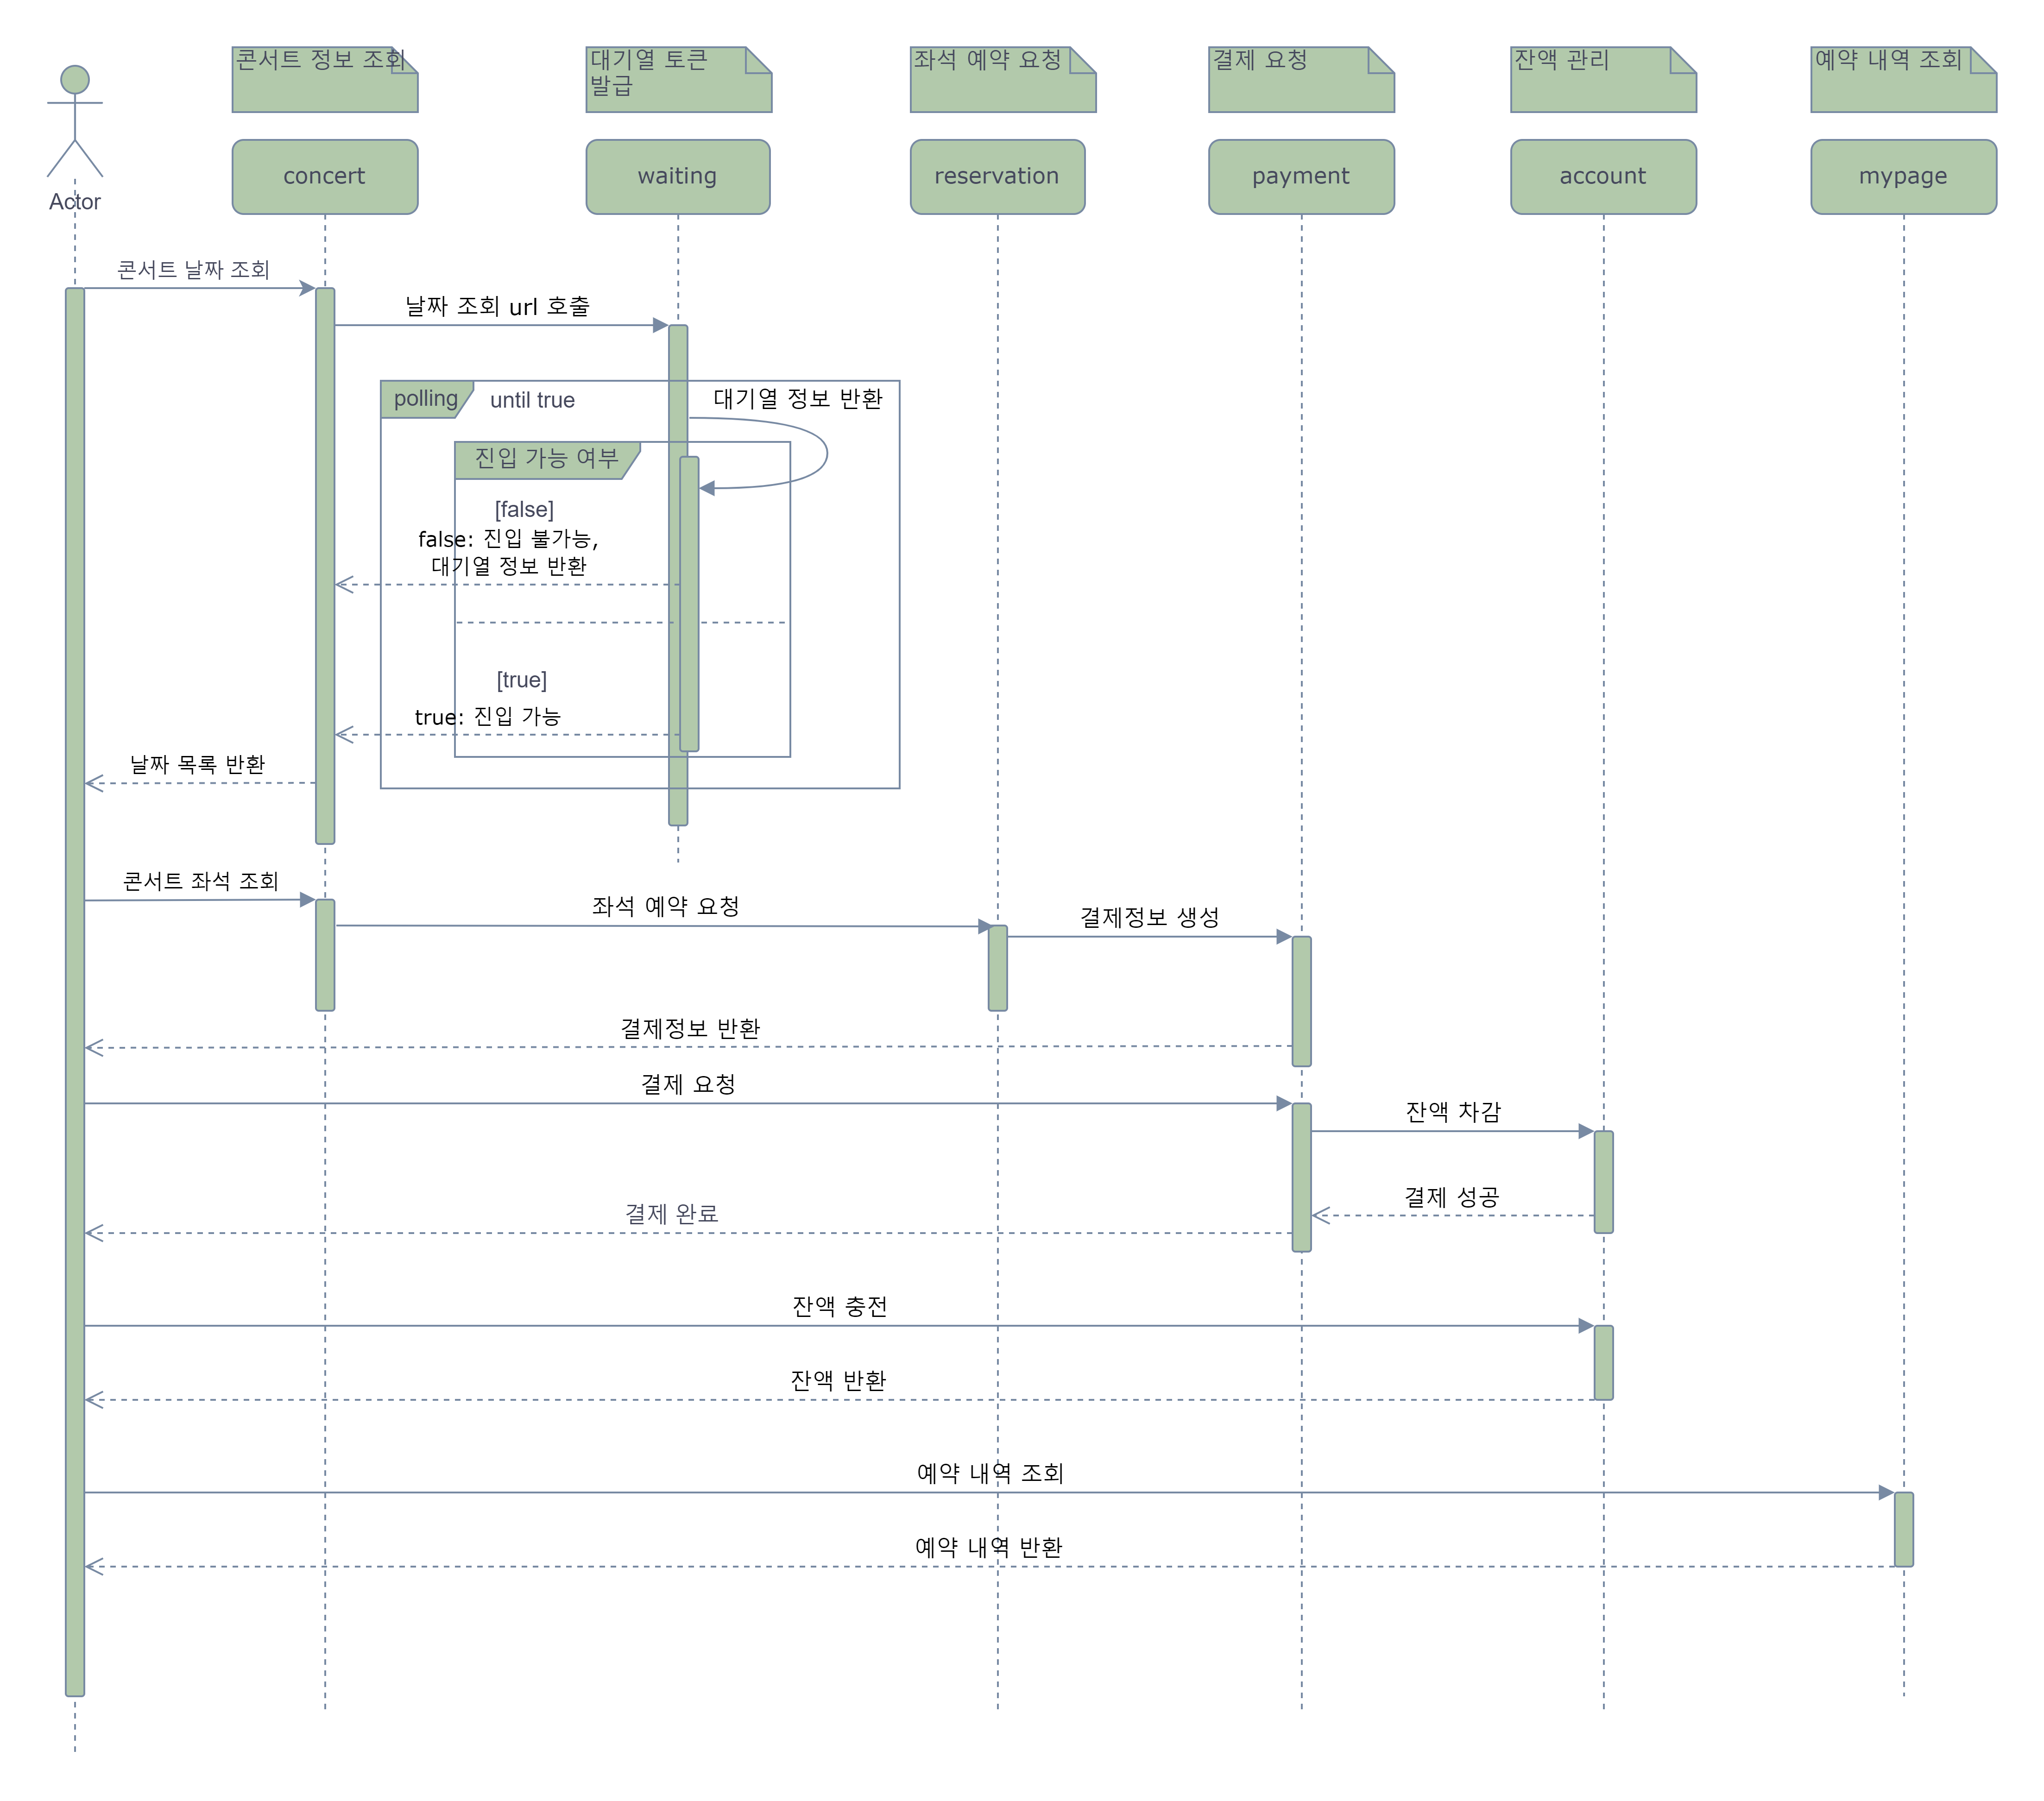 콘서트 정보 조회
대기열 토큰
발급
좌석 예약 요청
결제 요청
잔액 관리
예약 내역 조회
concert
waiting
reservation
payment
account
mypage
Actor
콘서트 날짜 조회
날짜 조회 url 호출
polling
until true
대기열 정보 반환
진입 가능 여부
[false]
false: 진입 불가능,
대기열 정보 반환
[true]
true: 진입 가능
날짜 목록 반환
콘서트 좌석 조회
좌석 예약 요청
결제정보 생성
결제정보 반환
결제 요청
잔액 차감
결제 성공
결제 완료
잔액 충전
잔액 반환
예약 내역 조회
예약 내역 반환